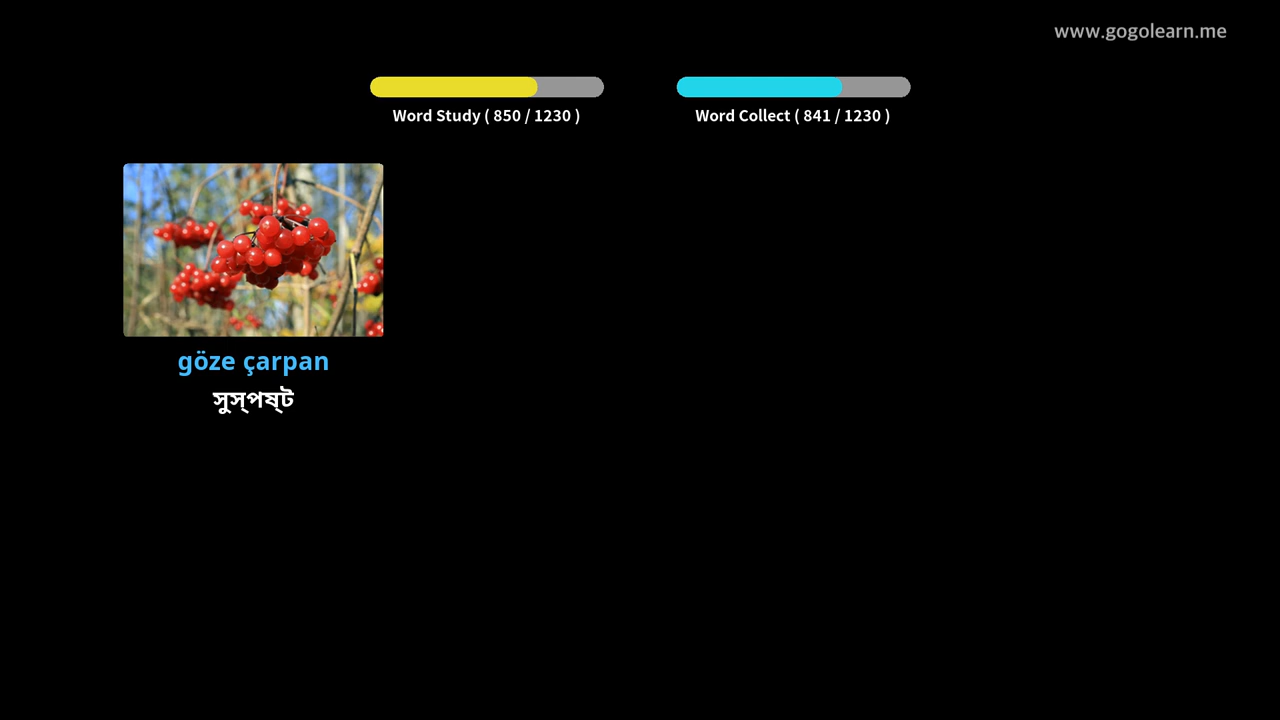 www.gogolearn.me
Word Study ( 850 / 1230 )
Word Collect ( 841 / 1230 )
göze çarpan
সুস্পষ্ট